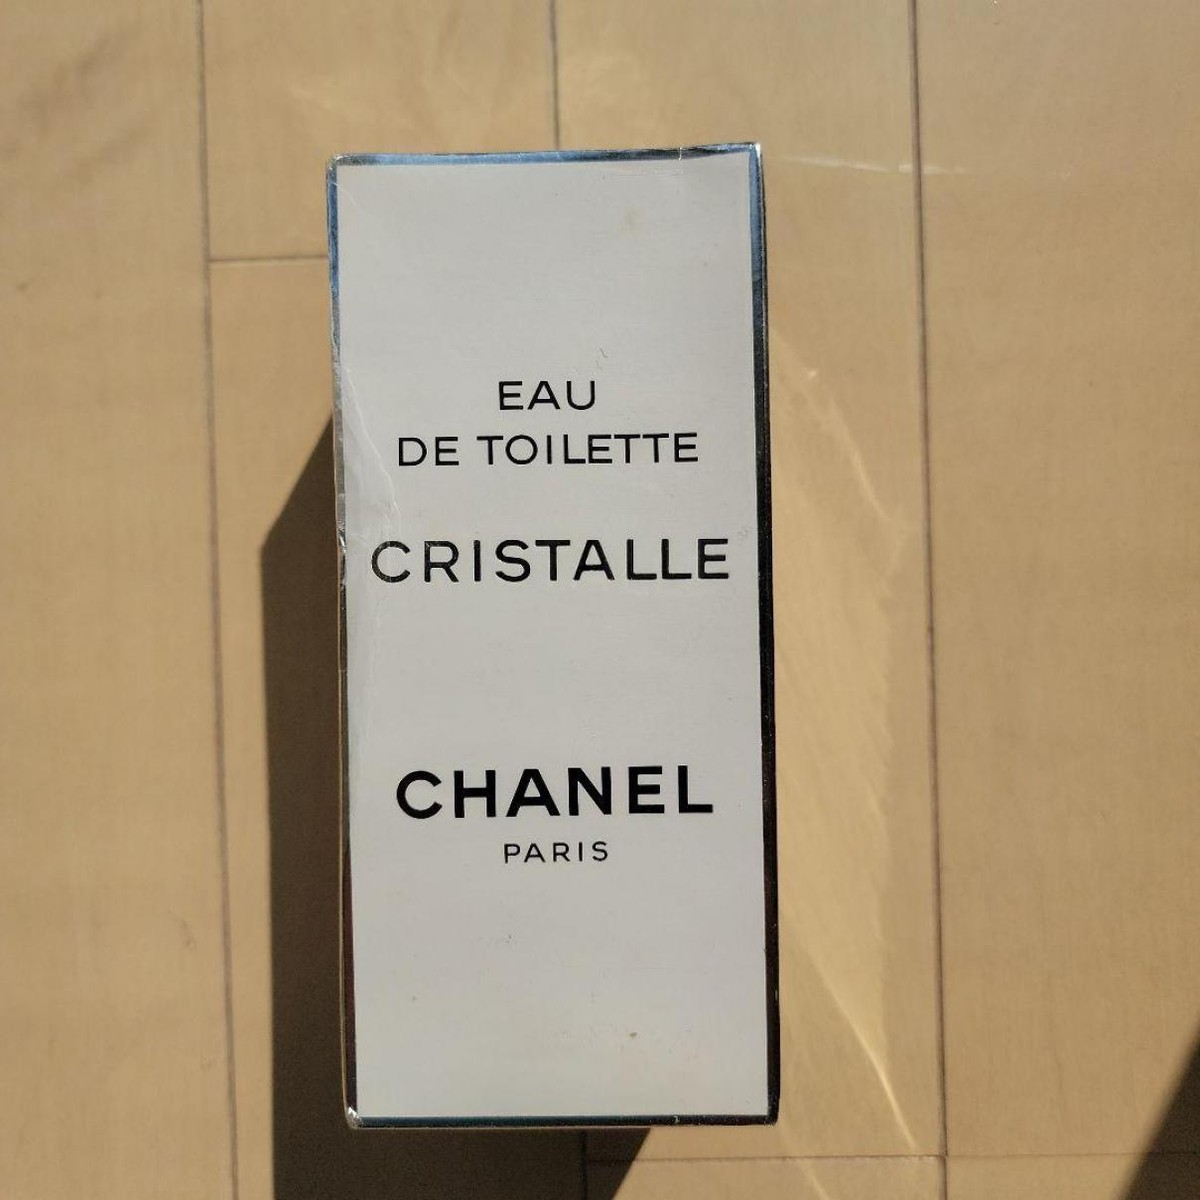 EAU
DE TOILETTE
CRISTALLE
CHANEL
PARIS